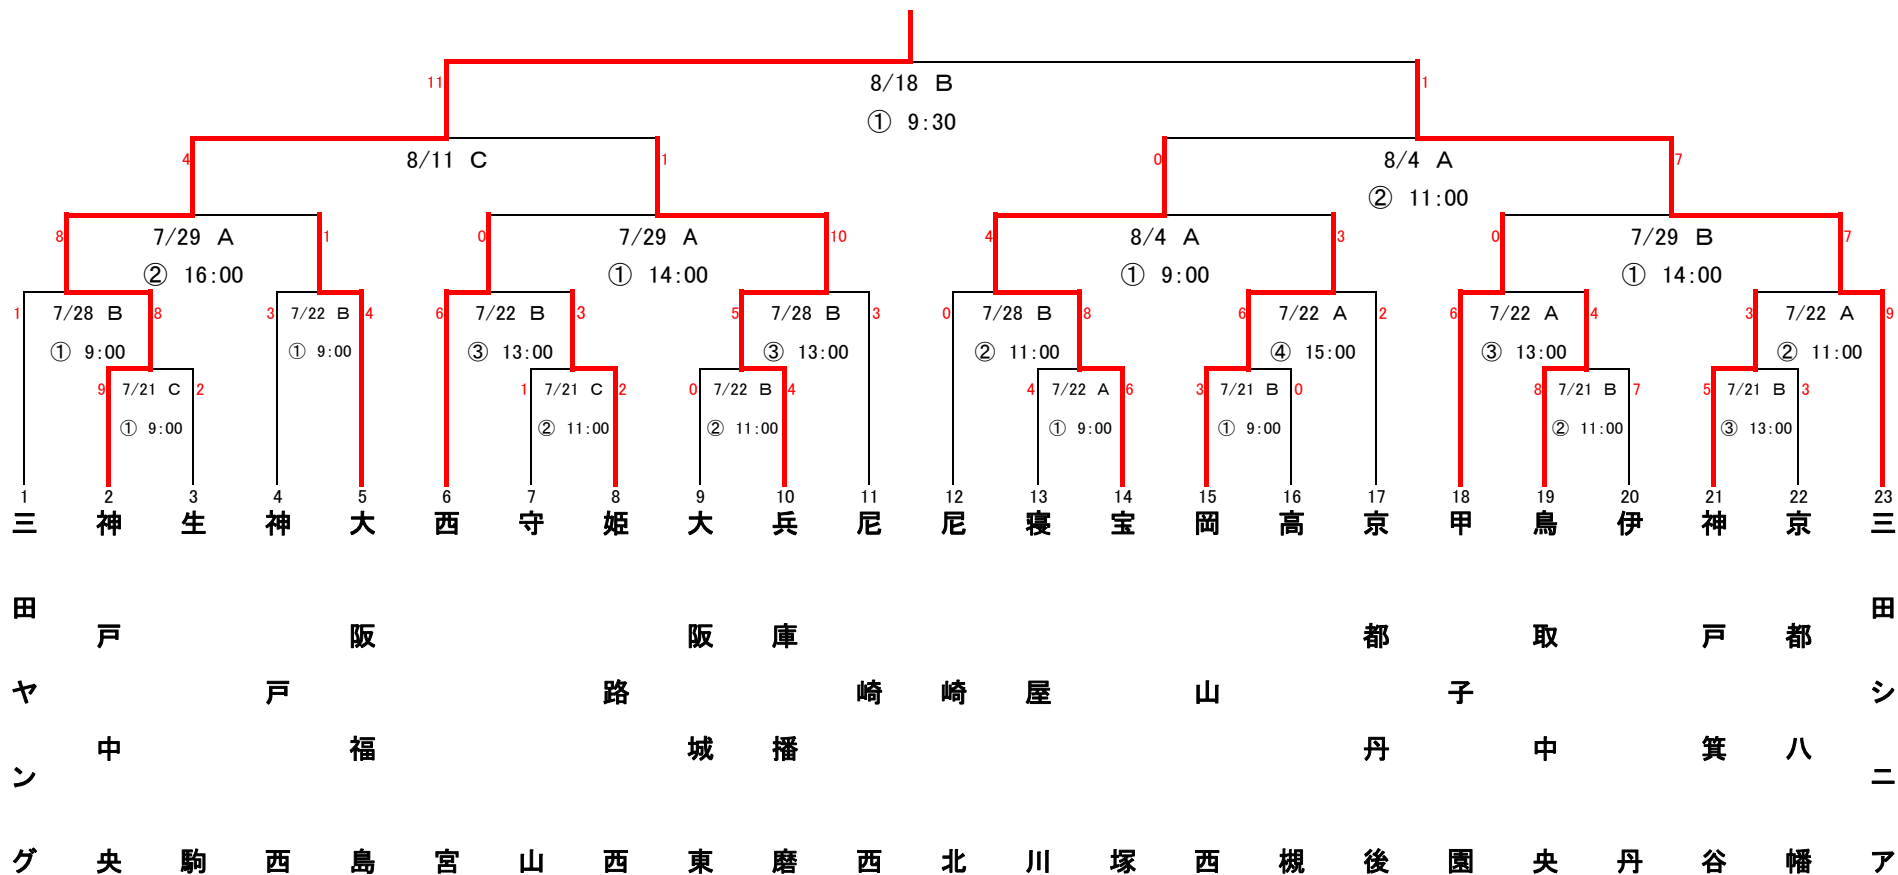 11 8/18 B 1
① 9:30
4 8/11 C 1 0 8/4 A 7
② 11:00
8 7/29 A 1 0 7/29 A 10 4 8/4 A 3 0 7/29 B 7
② 16:00 ① 14:00 ① 9:00 ① 14:00
1 7/28 B 8 3 7/22 B 4 6 7/22 B 3 5 7/28 B 3 0 7/28 B 8 6 7/22 A 2 6 7/22 A 4 3 7/22 A 9
① 9:00 ① 9:00 ③ 13:00 ③ 13:00 ② 11:00 ④ 15:00 ③ 13:00 ② 11:00
9 7/21 C 2 1 7/21 C 2 0 7/22 B 4 4 7/22 A 6 3 7/21 B 0 8 7/21 B 7 5 7/21 B 3
① 9:00 ② 11:00 ② 11:00 ① 9:00 ① 9:00 ② 11:00 ③ 13:00
1 三田ヤング
2 神戸中央
3 生駒
4 神戸西
5 大阪福島
6 西宮
7 守山
8 姫路西
9 大阪城東
10 兵庫播磨
11 尼崎西
12 尼崎北
13 寝屋川
14 宝塚
15 岡山西
16 高槻
17 京都丹後
18 甲子園
19 鳥取中央
20 伊丹
21 神戸箕谷
22 京都八幡
23 三田シニア